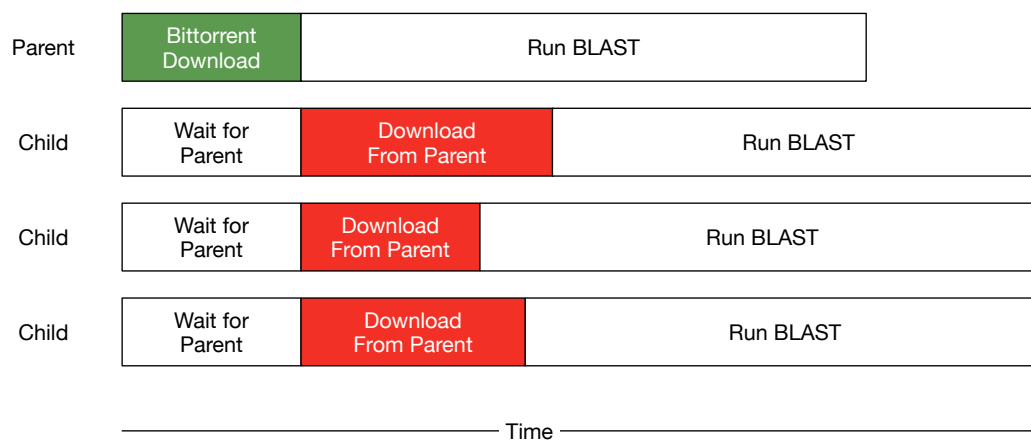 Parent
Bittorrent
Download
Run BLAST
Child
Wait for
Parent
Download
From Parent
Run BLAST
Child
Wait for
Parent
Download
From Parent
Run BLAST
Child
Wait for
Parent
Download
From Parent
Run BLAST
Time